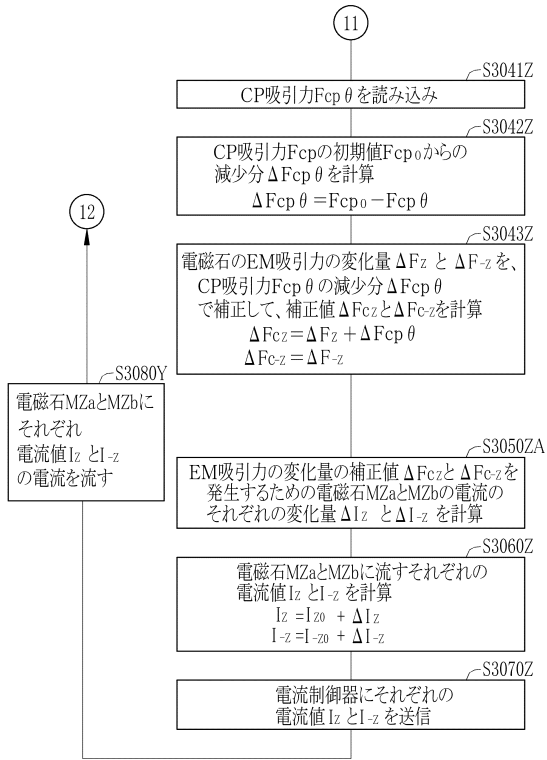 11
S3041Z
CP吸引力Fcpθを読み込み
S3042Z
CP吸引力Fcpの初期値Fcp₀からの
減少分ΔFcpθを計算
ΔFcpθ=Fcp₀−Fcpθ
S3043Z
電磁石のEM吸引力の変化量ΔFz とΔF-zを、
CP吸引力Fcpθの減少分ΔFcpθ
で補正して、補正値ΔFczとΔFc-zを計算
ΔFcz=ΔFz+ΔFcpθ
ΔFc-z=ΔF-z
S3050ZA
EM吸引力の変化量の補正値ΔFczとΔFc-zを
発生するための電磁石MZaとMZbの電流の
それぞれの変化量ΔIz とΔI-z を計算
S3060Z
電磁石MZaとMZbに流すそれぞれの
電流値Iz とI-z を計算
Iz =Iz0 + ΔIz
I-z =I-z0 + ΔI-z
S3070Z
電流制御器にそれぞれの
電流値Iz とI-z を送信
S3080Y
電磁石MZaとMZbに
それぞれ
電流値Iz とI-z
の電流を流す
12